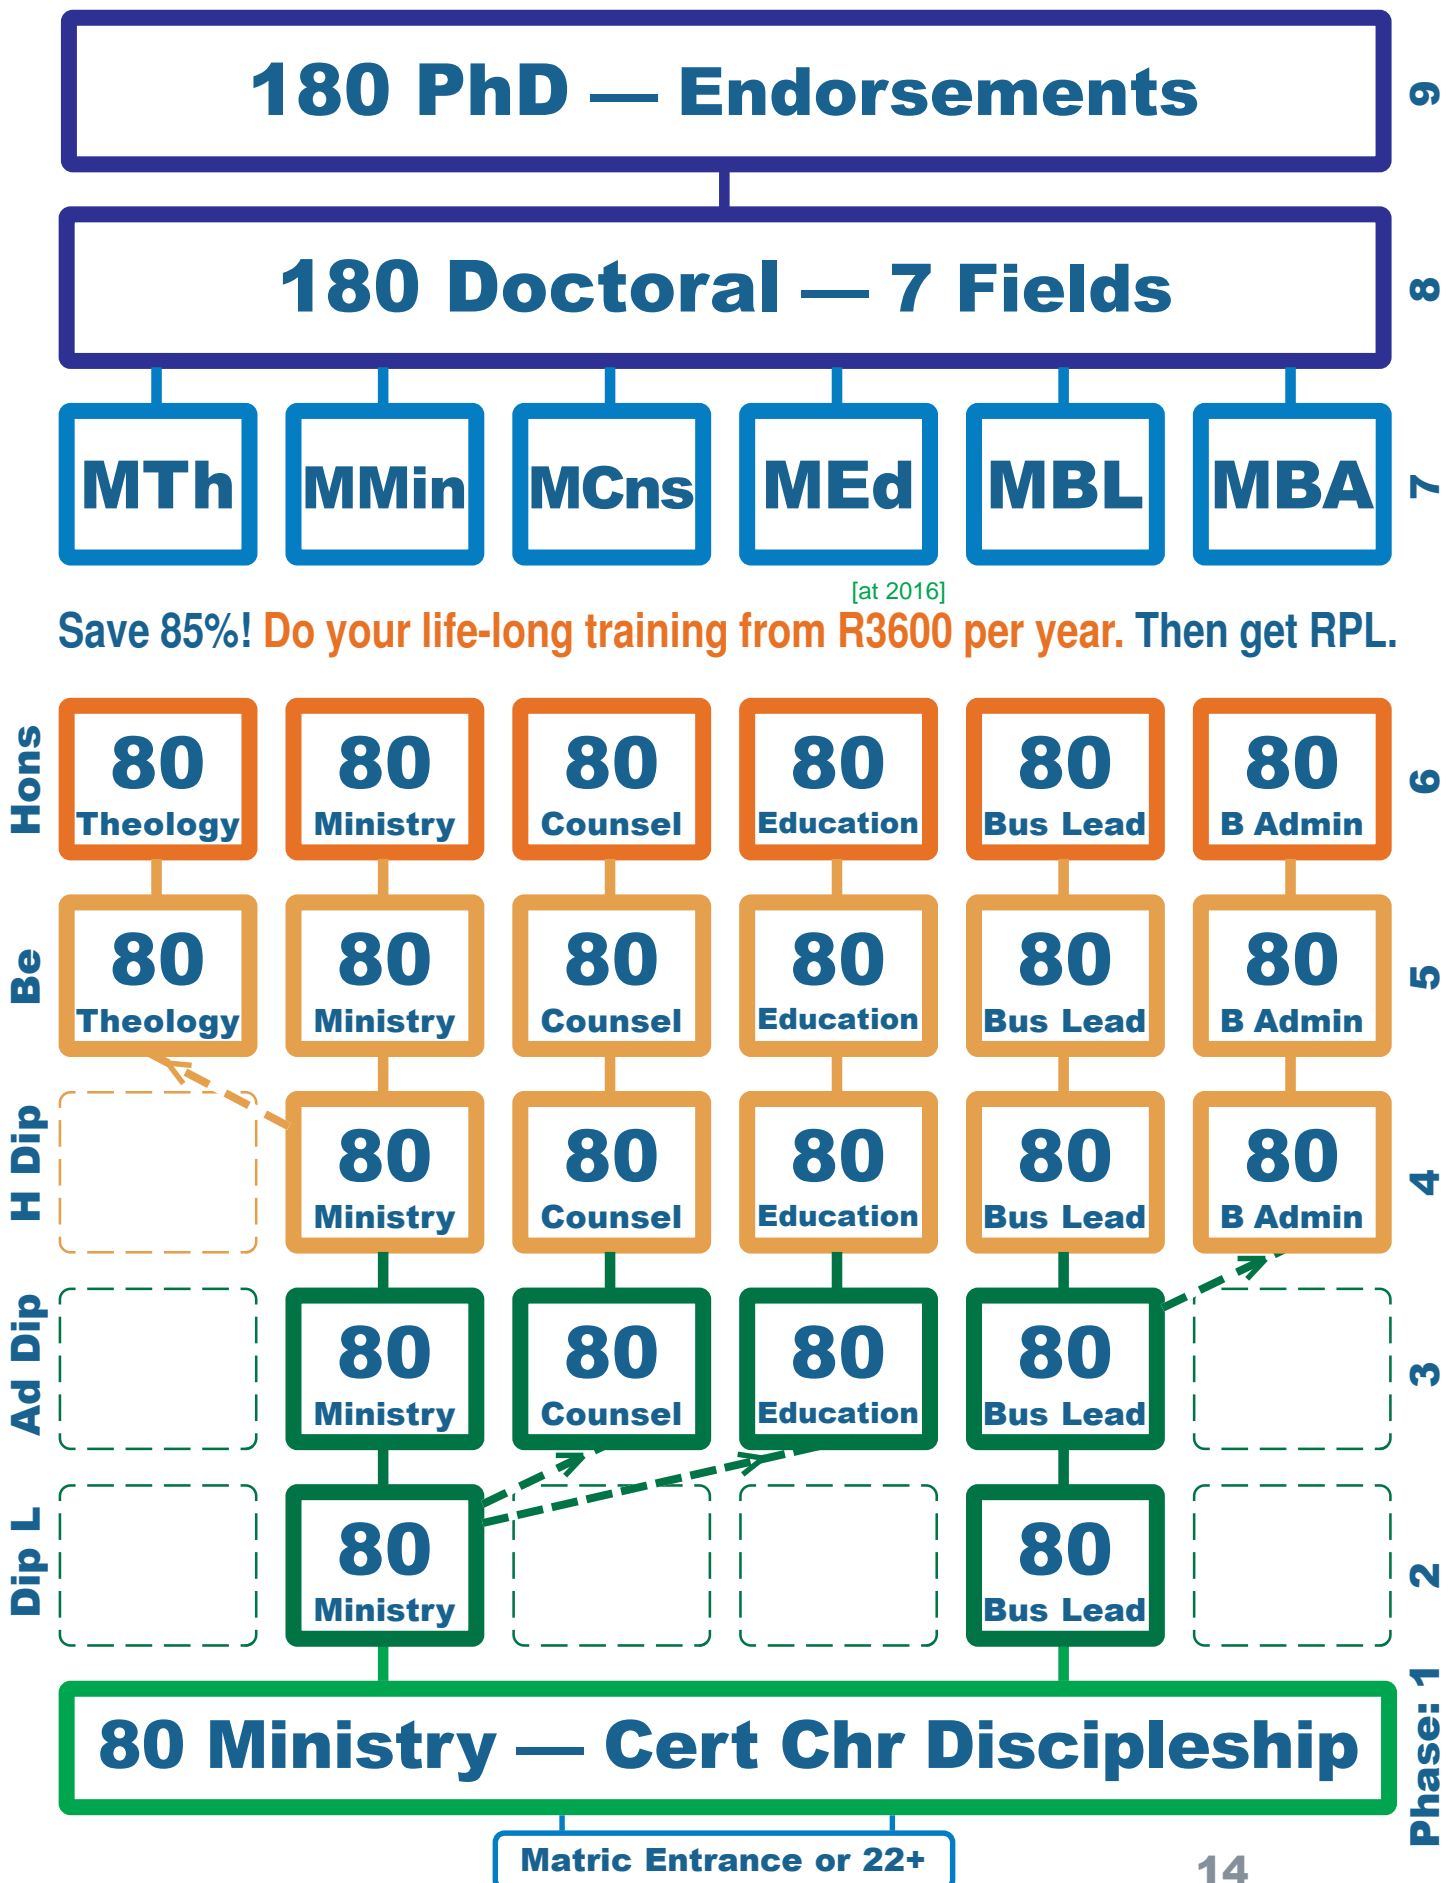 180 PhD — Endorsements
9
180 Doctoral — 7 Fields
8
MTh MMin MCns MEd MBL MBA
7
[at 2016]
Save 85%! Do your life-long training from R3600 per year. Then get RPL.
Hons
80 80 80 80 80 80
Theology Ministry Counsel Education Bus Lead B Admin
6
Be
80 80 80 80 80 80
Theology Ministry Counsel Education Bus Lead B Admin
5
H Dip
80 80 80 80 80
Ministry Counsel Education Bus Lead B Admin
4
Ad Dip
80 80 80 80
Ministry Counsel Education Bus Lead
3
Dip L
80 80
Ministry Bus Lead
2
80 Ministry — Cert Chr Discipleship
Phase: 1
Matric Entrance or 22+
14